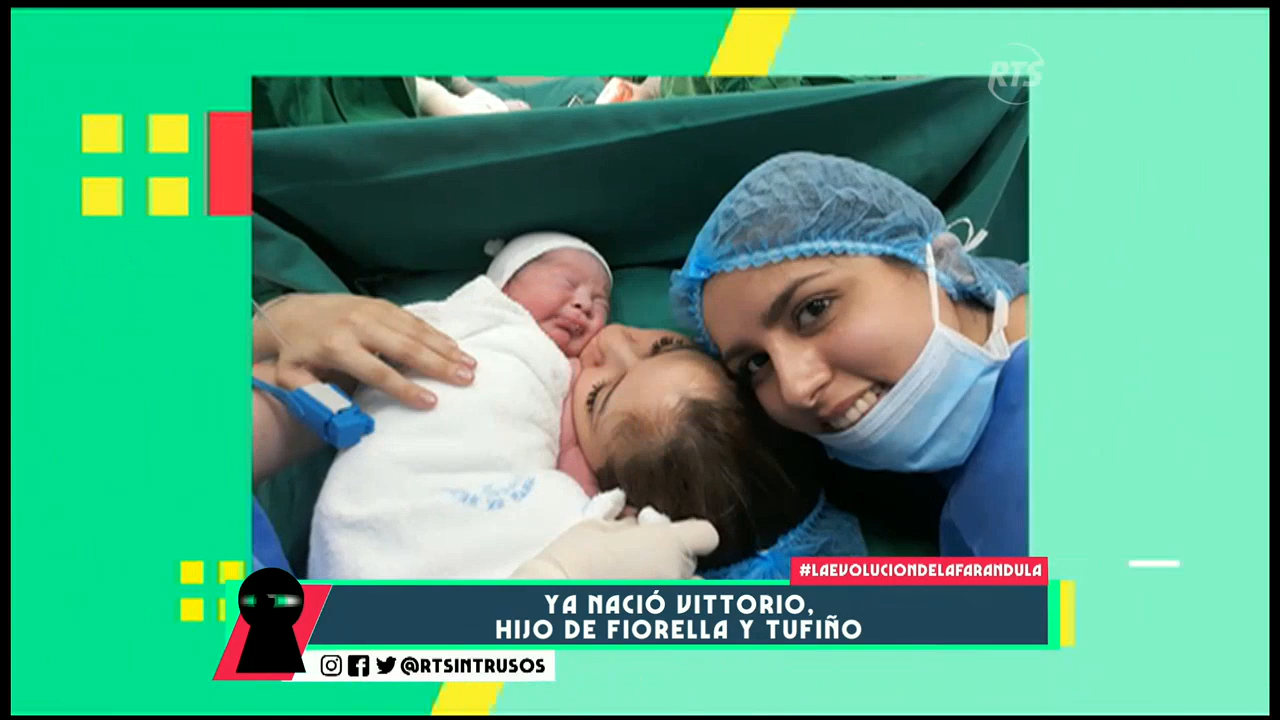 RTS
#LAEVOLUCIONDELAFARANDULA
YA NACIÓ VITTORIO,
HIJO DE FIORELLA Y TUFIÑO
@RTSINTRUSOS